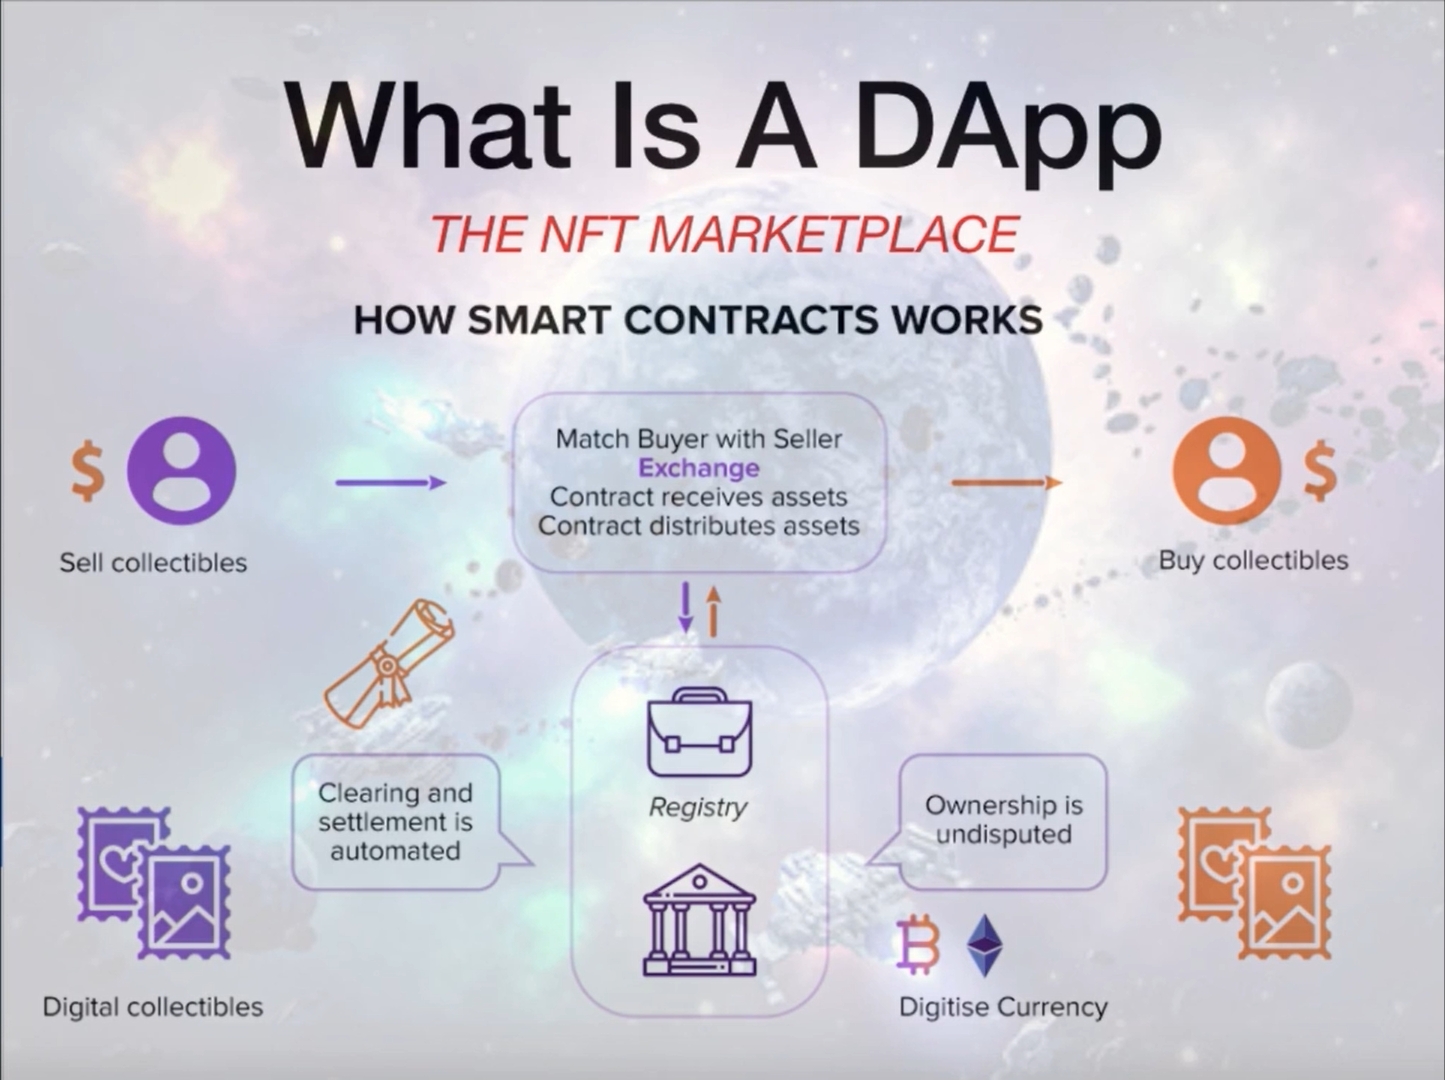 What Is A DApp
THE NFT MARKETPLACE
HOW SMART CONTRACTS WORKS
Match Buyer with Seller
Exchange
Contract receives assets
Contract distributes assets
$
Sell collectibles
$
Buy collectibles
Clearing and
settlement is
automated
Registry
Ownership is
undisputed
Digital collectibles
Digitise Currency